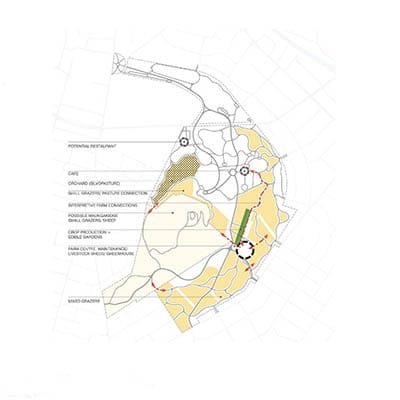 POTENTIAL RESTAURANT
CAFE
ORCHARD (SILVOPASTURE)
SMALL GRAZERS PASTURE CONNECTION
INTERPRETIVE FARM CONNECTIONS
POSSIBLE
SMALL GRAZERS SHEEP
CROP PRODUCTION +
EDIBLE GARDENS
FARM CENTRE, MAINTENANCE/
LIVESTOCK SHEDS/ GREENHOUSE
MIXED GRAZERS